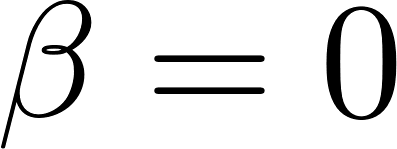 β = 0